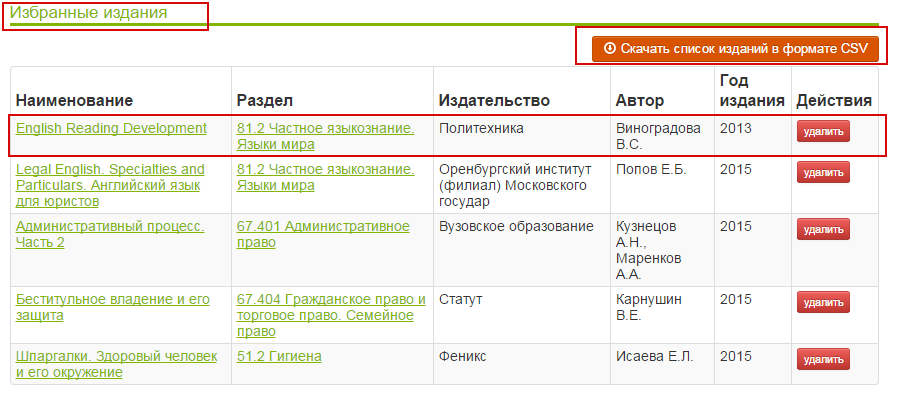 Избранные издания
Скачать список изданий в формате CSV
Наименование Раздел Издательство Автор Год издания Действия
English Reading Development 81.2 Частное языкознание. Политехника Виноградова 2013 удалить
Языки мира В.С.
Legal English. Specialties and 81.2 Частное языкознание. Оренбургский институт Попов Е.Б. 2015 удалить
Particulars. Английский язык Языки мира (филиал) Московского
для юристов государ
Административный процесс. 67.401 Административное Вузовское образование Кузнецов 2015 удалить
Часть 2 право А.Н.,
Маренков
А.А.
Беститульное владение и его 67.404 Гражданское право и Статут Карнушин 2015 удалить
защита торговое право. Семейное В.Е.
право
Шпаргалки. Здоровый человек 51.2 Гигиена Феникс Исаева Е.Л. 2015 удалить
и его окружение